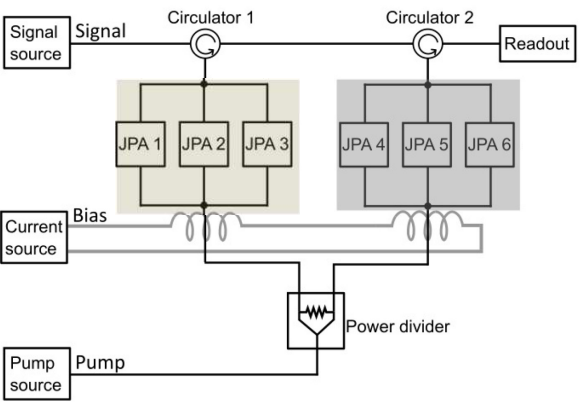 Circulator 1
Circulator 2
Signal
source
Signal
Readout
JPA 1
JPA 2
JPA 3
JPA 4
JPA 5
JPA 6
Bias
Current
source
Power divider
Pump
source
Pump